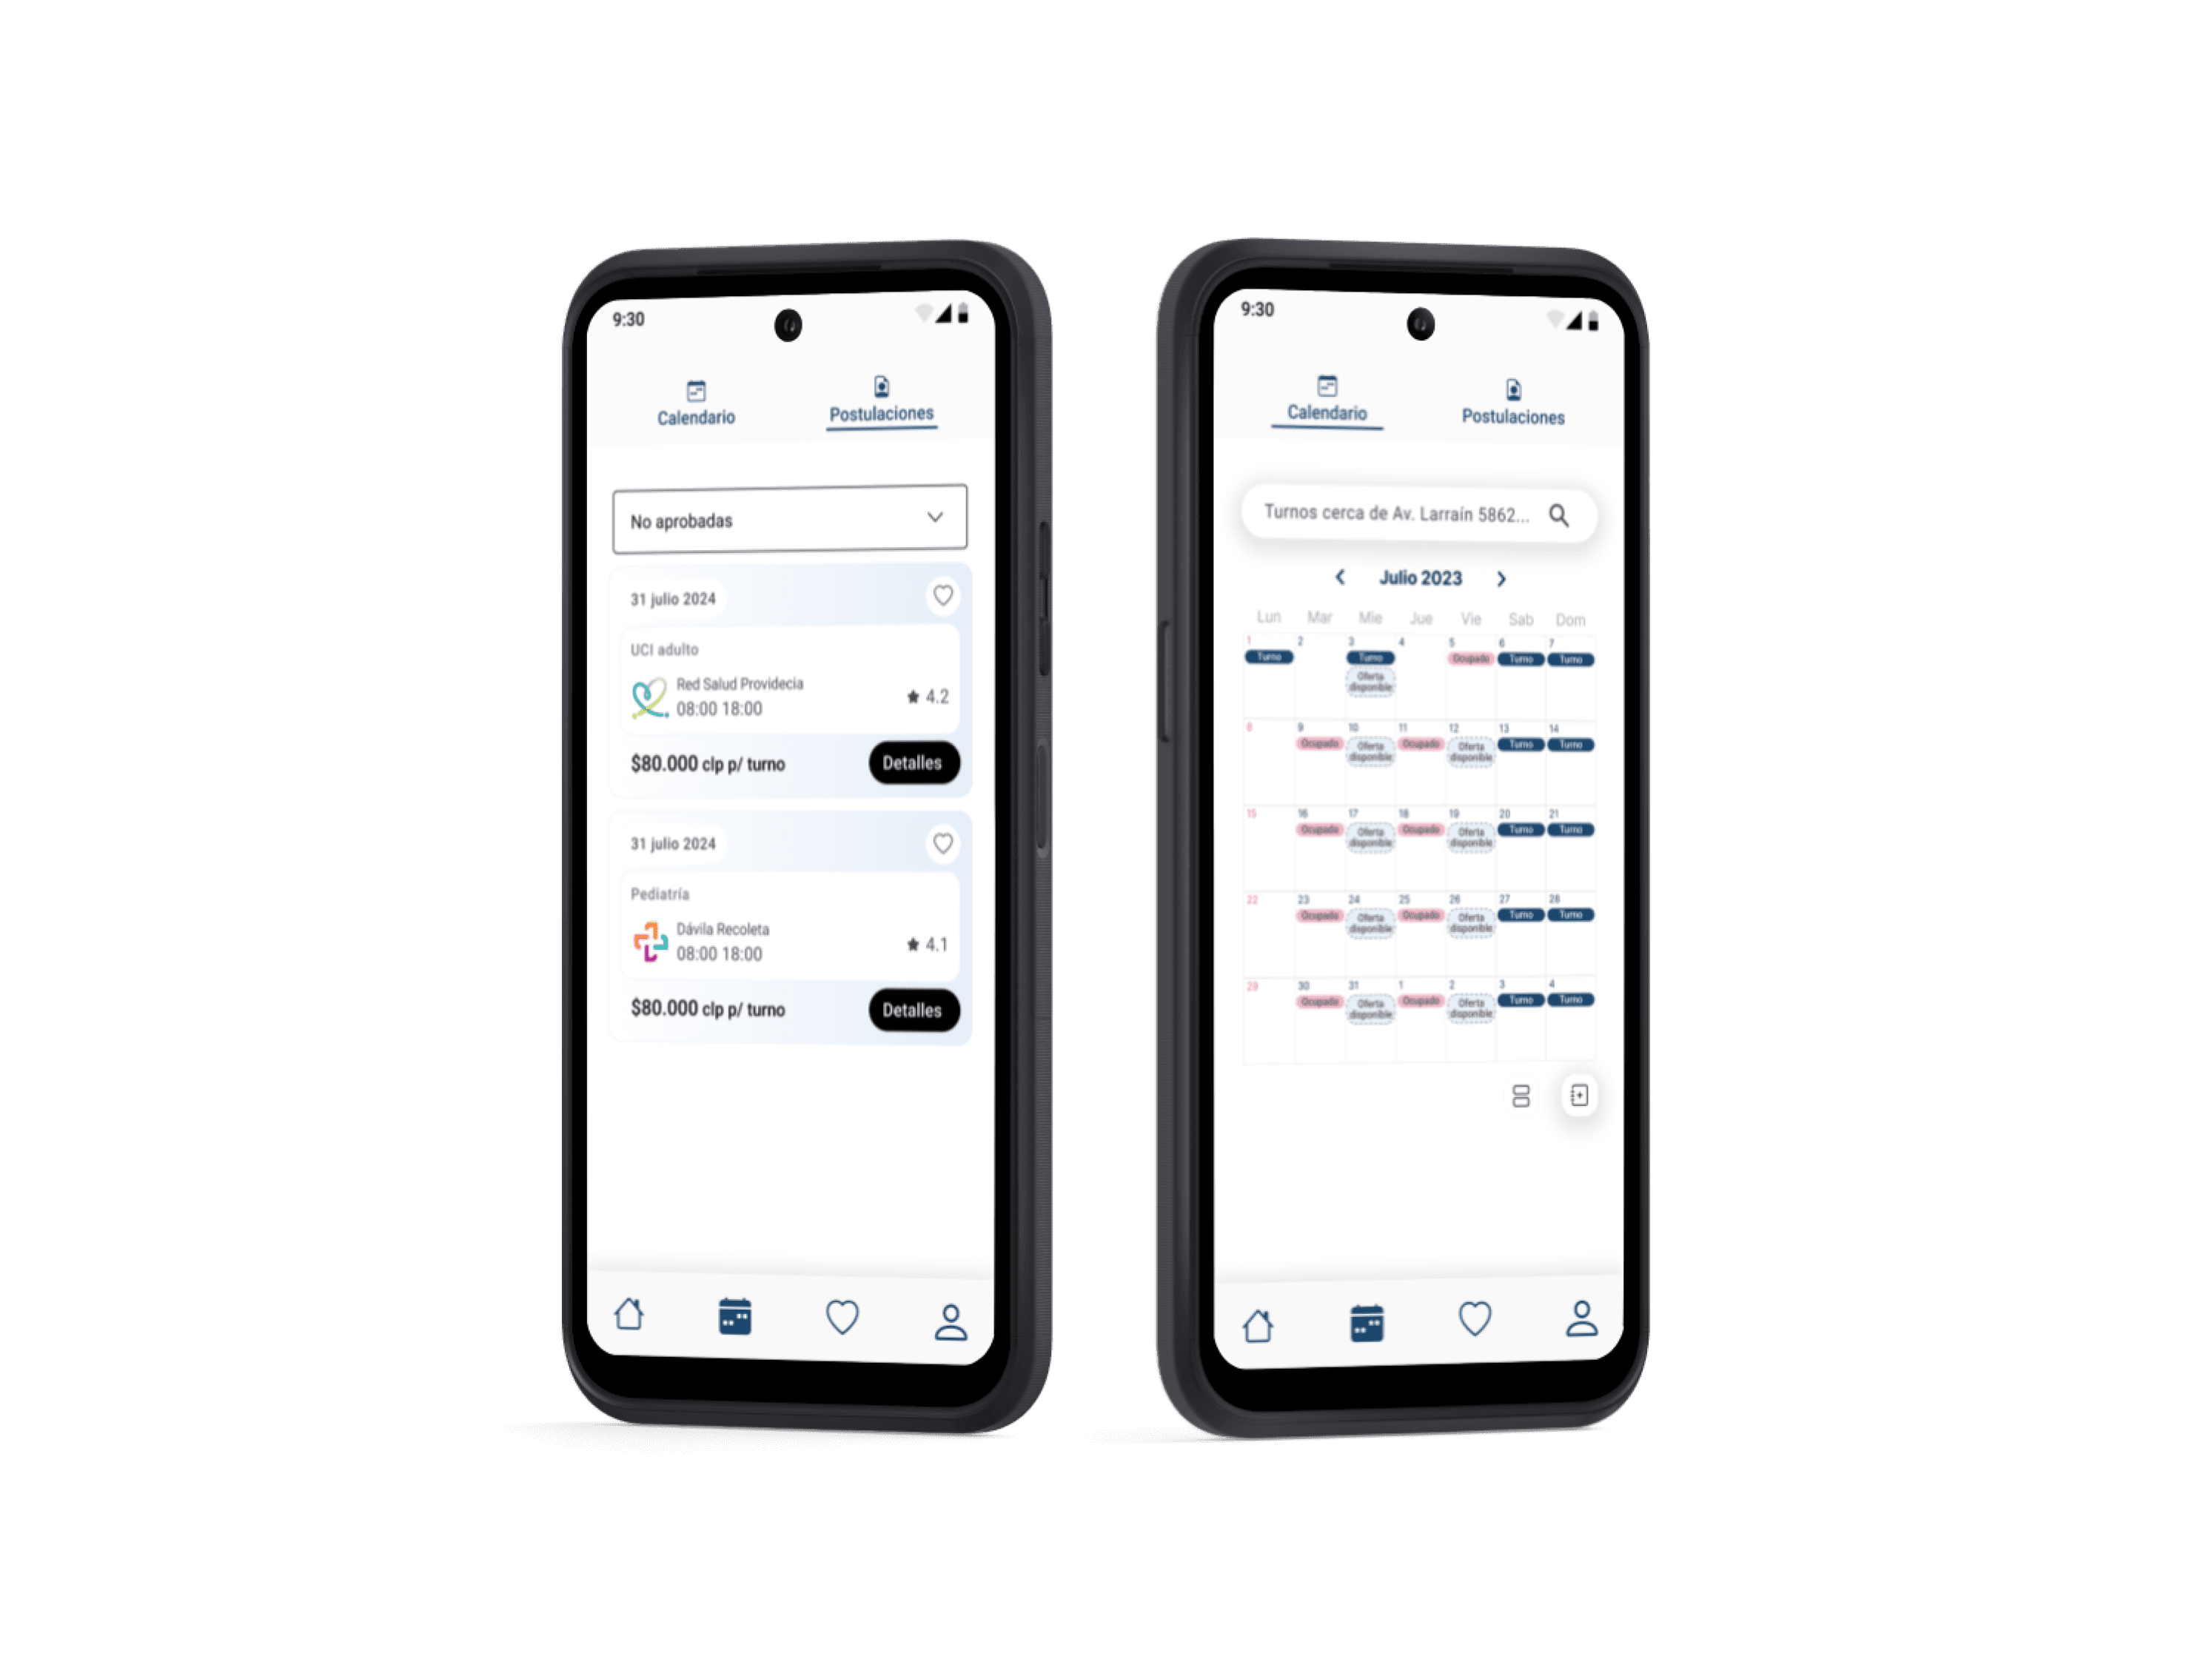 9:30
Calendario
Postulaciones
No aprobadas
31 julio 2024
UCI adulto
Red Salud Providecia
08:00 18:00
★ 4.2
$80.000 clp p/ turno
Detalles
31 julio 2024
Pediatría
Dávila Recoleta
08:00 18:00
★ 4.1
$80.000 clp p/ turno
Detalles
9:30
Calendario
Postulaciones
Turnos cerca de Av. Larraín 5862...
Julio 2023
Lun Mar Mie Jue Vie Sab Dom
1 2 3 4 5 6 7
Turno Turno Ocupado Turno Turno
Oferta
disponible
8 9 10 11 12 13 14
Ocupado Oferta disponible Ocupado Oferta disponible Turno Turno
15 16 17 18 19 20 21
Ocupado Oferta disponible Ocupado Oferta disponible Turno Turno
22 23 24 25 26 27 28
Ocupado Oferta disponible Ocupado Oferta disponible Turno Turno
29 30 31 1 2 3 4
Ocupado Oferta disponible Ocupado Oferta disponible Turno Turno